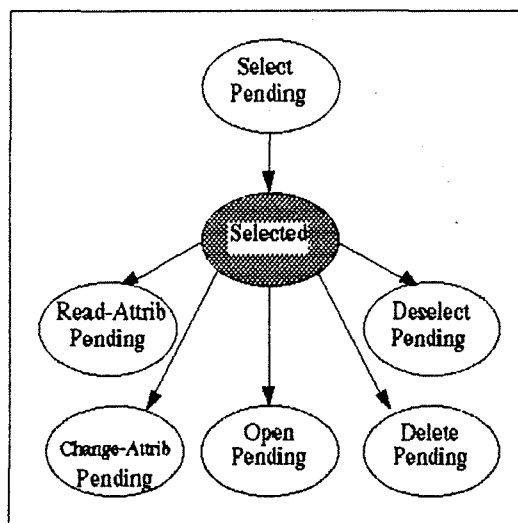 Select
Pending
Selected
Read-Attrib
Pending
Deselect
Pending
Change-Attrib
Pending
Open
Pending
Delete
Pending